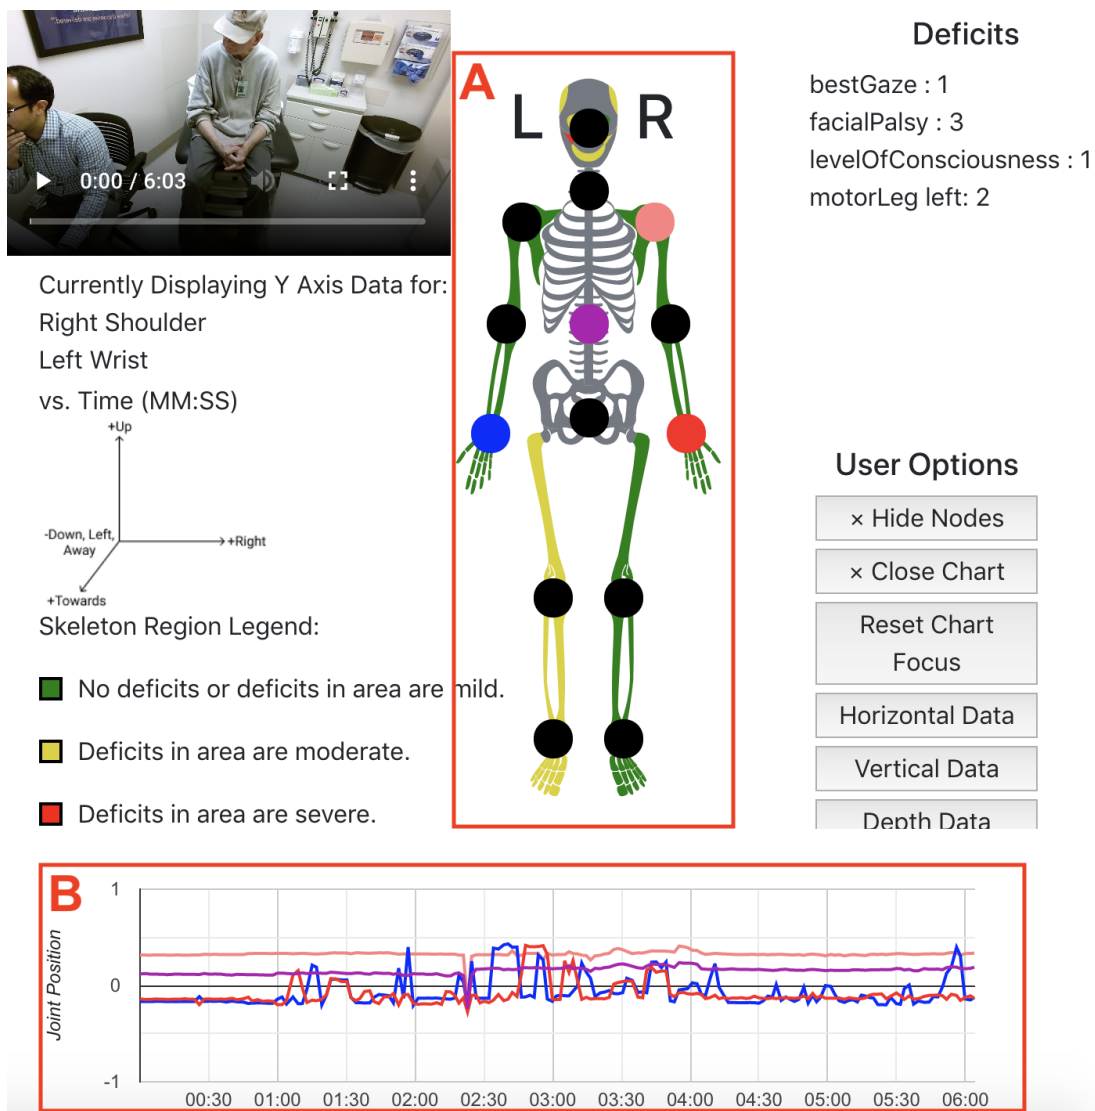 0:00 / 6:03
A
L R
Deficits
bestGaze : 1
facialPalsy : 3
levelOfConsciousness : 1
motorLeg left: 2
Currently Displaying Y Axis Data for:
Right Shoulder
Left Wrist
vs. Time (MM:SS)
+Up
-Down, Left,
Away
+Right
+Towards
Skeleton Region Legend:
No deficits or deficits in area are mild.
Deficits in area are moderate.
Deficits in area are severe.
User Options
× Hide Nodes
× Close Chart
Reset Chart
Focus
Horizontal Data
Vertical Data
Depth Data
B
Joint Position
1
0
-1
00:30 01:00 01:30 02:00 02:30 03:00 03:30 04:00 04:30 05:00 05:30 06:00